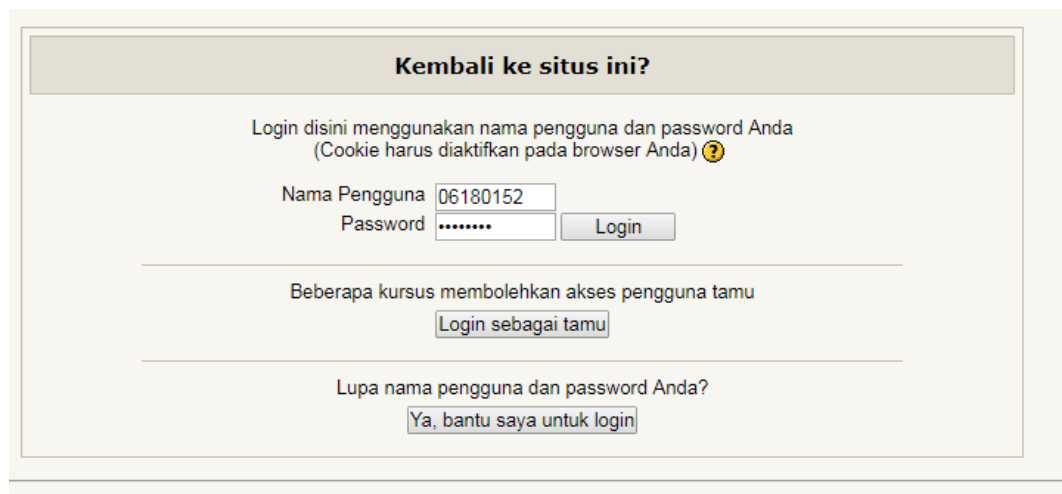 Kembali ke situs ini?
Login disini menggunakan nama pengguna dan password Anda
(Cookie harus diaktifkan pada browser Anda) ?
Nama Pengguna 06180152
Password •••••••• Login
Beberapa kursus membolehkan akses pengguna tamu
Login sebagai tamu
Lupa nama pengguna dan password Anda?
Ya, bantu saya untuk login